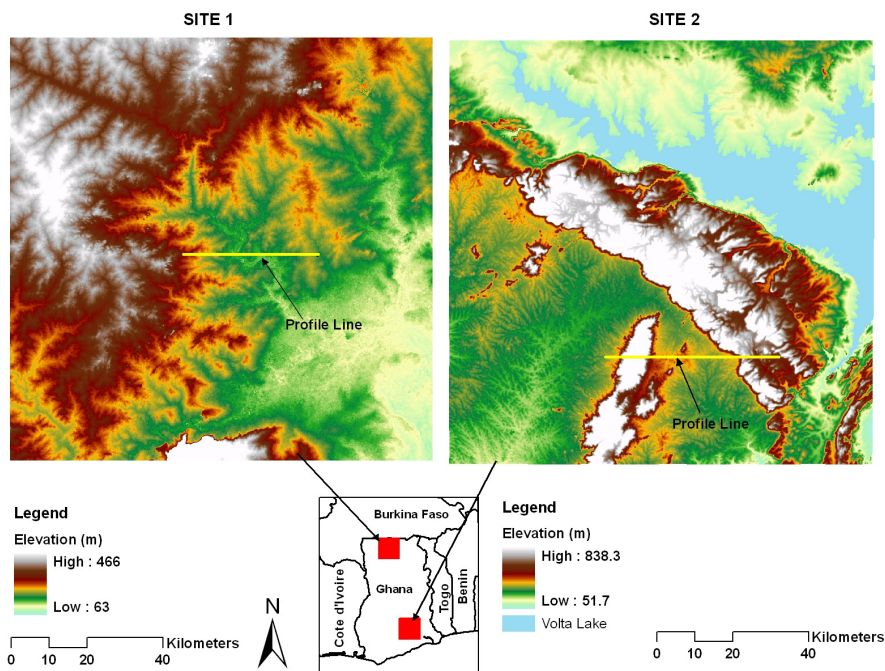 SITE 1
SITE 2
Profile Line
Profile Line
Legend
Elevation (m)
High : 466
Low : 63
0 10 20 40
Kilometers
N
Burkina Faso
Cote d'Ivoire
Ghana
Togo
Benin
Legend
Elevation (m)
High : 838.3
Low : 51.7
Volta Lake
0 10 20 40
Kilometers